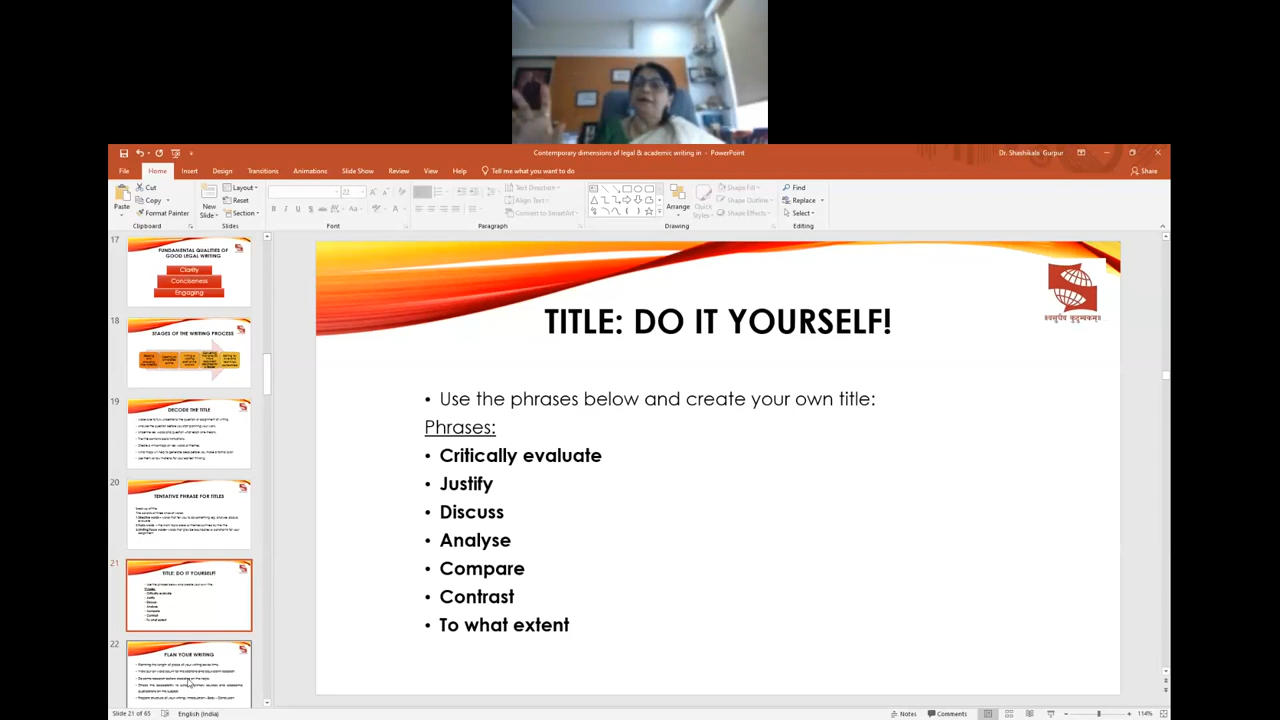 Contemporary dimensions of legal & academic writing in - PowerPoint
Dr. Shashikala Gurpur
File Home Insert Design Transitions Animations Slide Show Review View Help Tell me what you want to do
Share
Paste
Cut
Copy
Format Painter
Clipboard
New Slide
Layout
Reset
Section
Slides
22
Font
Text Direction
Align Text
Convert to SmartArt
Paragraph
Arrange
Quick Styles
Shape Fill
Shape Outline
Shape Effects
Drawing
Find
Replace
Select
Editing
17
FUNDAMENTAL QUALITIES OF
GOOD LEGAL WRITING
Clarity
Conciseness
Engaging
18
STAGES OF THE WRITING PROCESS
19
DECODE THE TITLE
20
TENTATIVE PHRASE FOR TITLES
21
TITLE: DO IT YOURSELF!
22
PLAN YOUR WRITING
TITLE: DO IT YOURSELF!
॥वसुधैव कुटुम्बकम्॥
• Use the phrases below and create your own title:
Phrases:
• Critically evaluate
• Justify
• Discuss
• Analyse
• Compare
• Contrast
• To what extent
Slide 21 of 65 English (India)
Notes Comments 114%